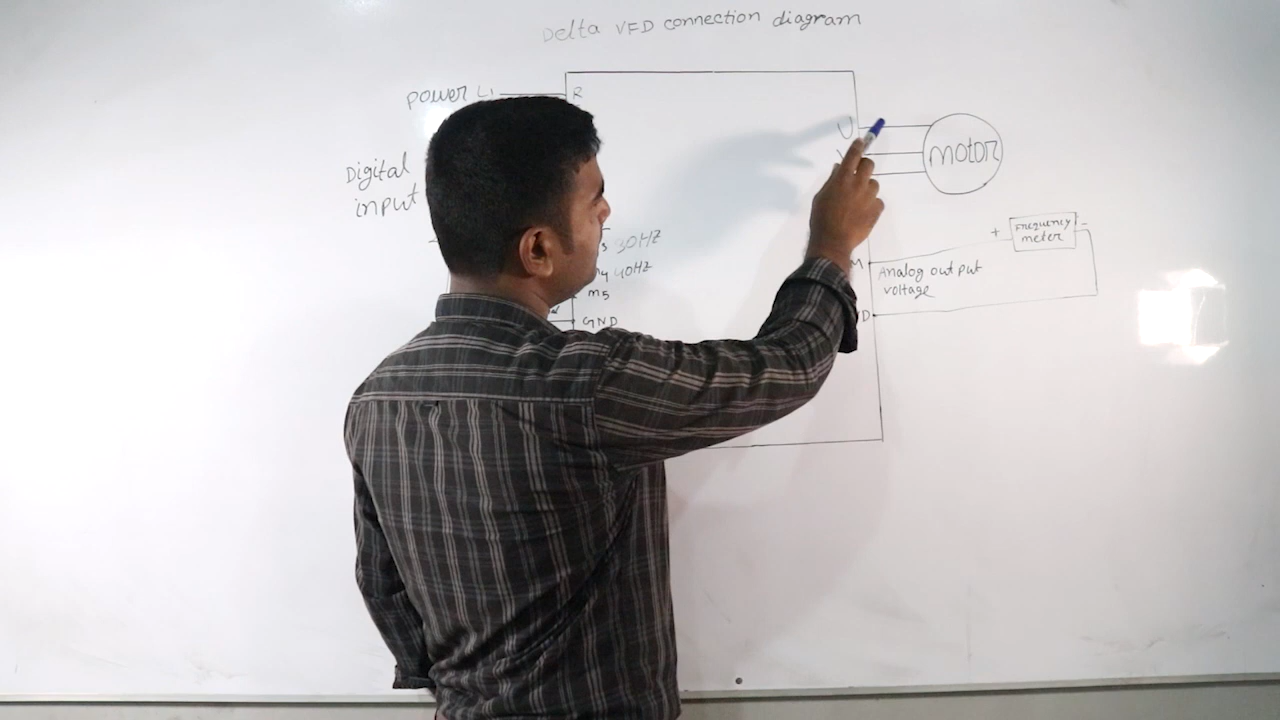 Delta VFD connection diagram
Power L1
R
U
motor
Digital
input
Frequency
meter
+
-
30HZ
40HZ
M
Analog output
voltage
m5
GND
D